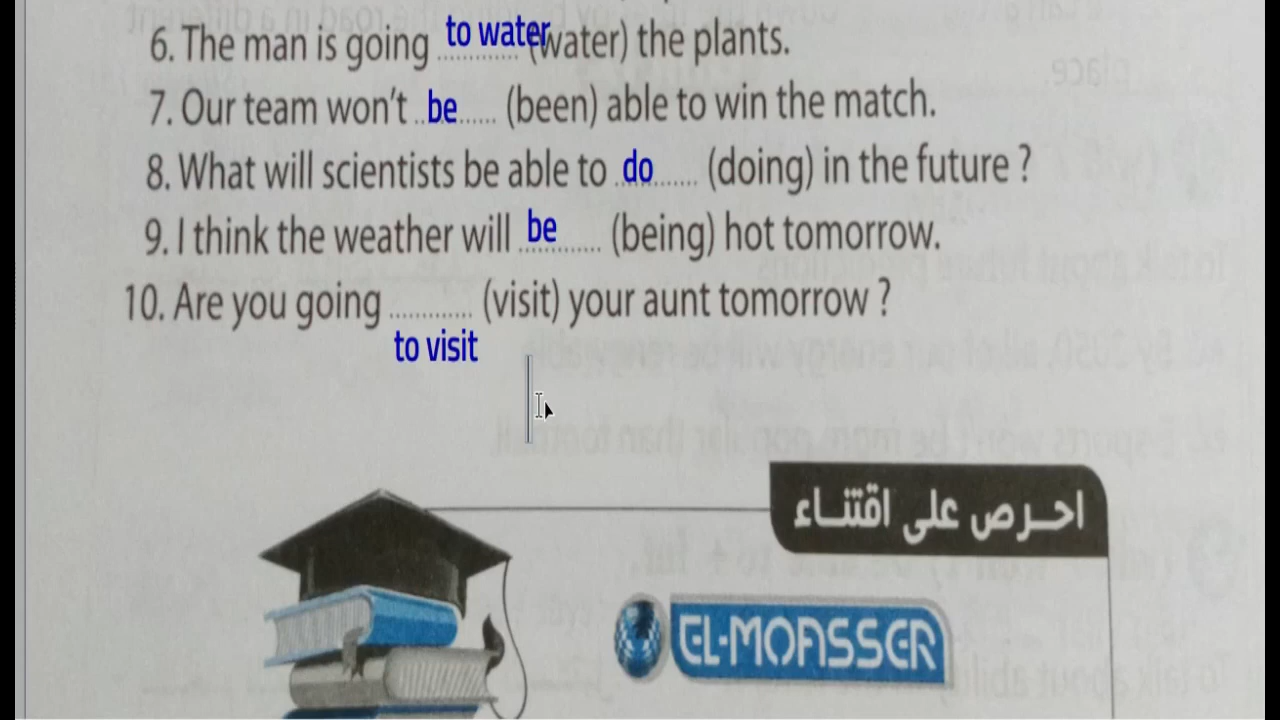 6. The man is going to water (water) the plants.
7. Our team won't be (been) able to win the match.
8. What will scientists be able to do (doing) in the future ?
9. I think the weather will be (being) hot tomorrow.
10. Are you going ............ (visit) your aunt tomorrow ?
to visit
احرص على اقتناء
EL-MOASSER